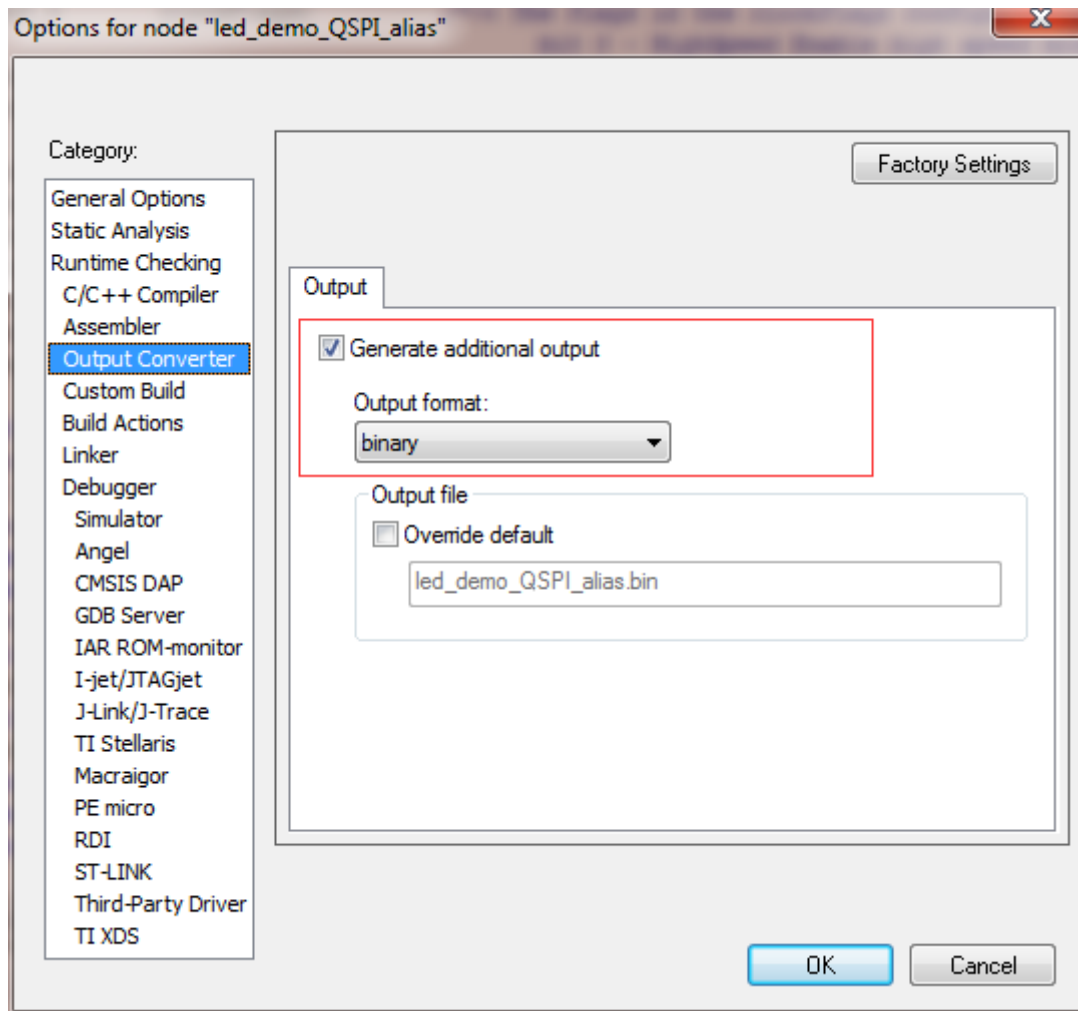 Options for node "led_demo_QSPI_alias"
Category:
General Options
Static Analysis
Runtime Checking
C/C++ Compiler
Assembler
Output Converter
Custom Build
Build Actions
Linker
Debugger
Simulator
Angel
CMSIS DAP
GDB Server
IAR ROM-monitor
I-jet/JTAGjet
J-Link/J-Trace
TI Stellaris
Macraigor
PE micro
RDI
ST-LINK
Third-Party Driver
TI XDS
Factory Settings
Output
Generate additional output
Output format:
binary
Output file
Override default
led_demo_QSPI_alias.bin
OK
Cancel